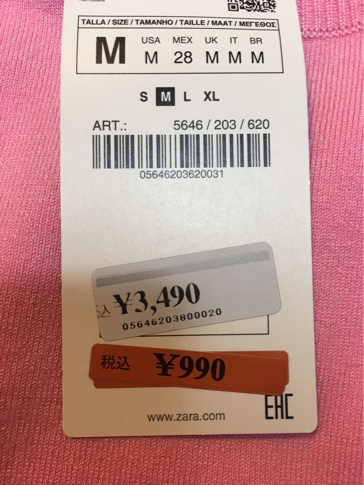 TALLA / SIZE / TAMANHO / TAILLE / MAAT / ΜΕΓΕΘΟΣ
M
USA MEX UK IT BR
M 28 M M M
S M L XL
ART.: 5646 / 203 / 620
05646203620031
込 ¥3,490
05646203800020
税込 ¥990
www.zara.com
EAC